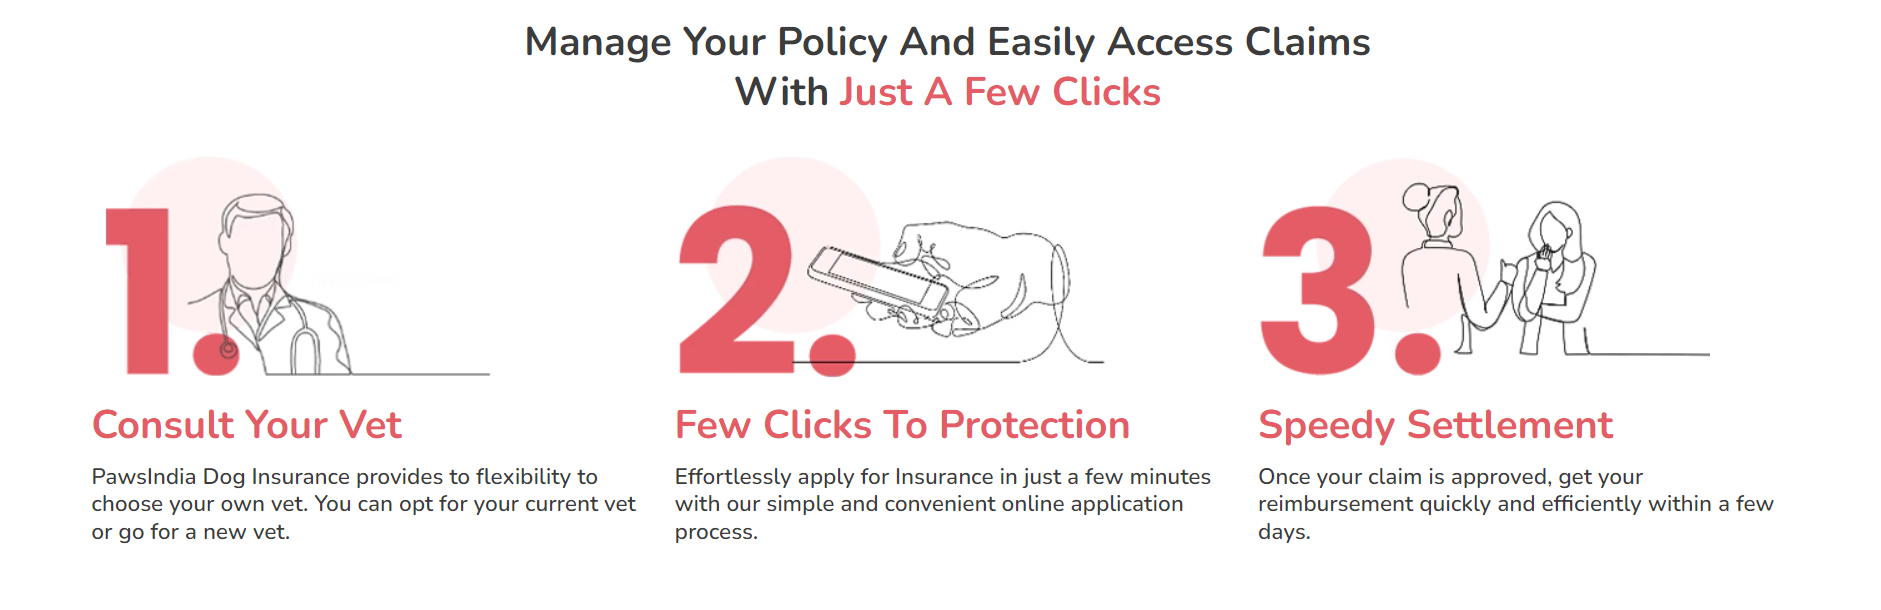 Manage Your Policy And Easily Access Claims
With Just A Few Clicks
1.
Consult Your Vet
PawsIndia Dog Insurance provides to flexibility to
choose your own vet. You can opt for your current vet
or go for a new vet.
2.
Few Clicks To Protection
Effortlessly apply for Insurance in just a few minutes
with our simple and convenient online application
process.
3.
Speedy Settlement
Once your claim is approved, get your
reimbursement quickly and efficiently within a few
days.